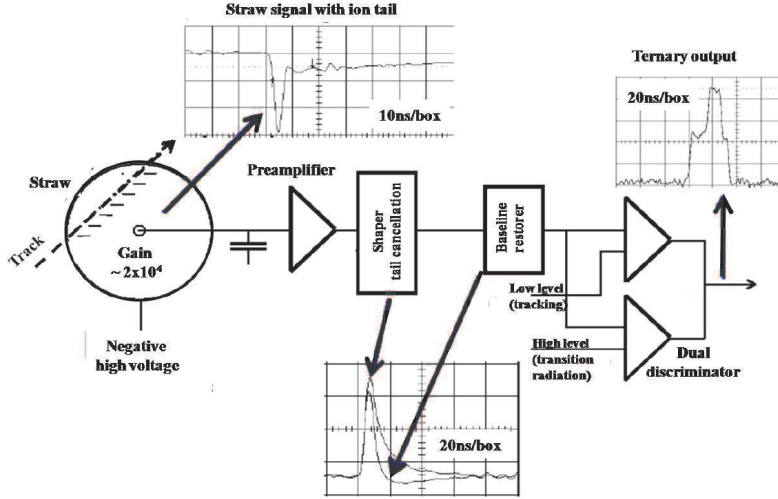 Straw signal with ion tail
10ns/box
Ternary output
20ns/box
Straw
Track
Gain
~2x10⁴
Negative
high voltage
Preamplifier
Shaper
tail cancellation
Baseline
restorer
Low level
(tracking)
High level
(transition
radiation)
Dual
discriminator
20ns/box